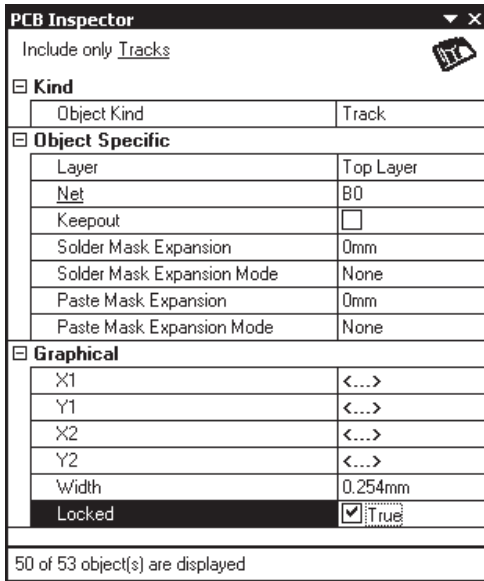 PCB Inspector
Include only Tracks
Kind
Object Kind Track
Object Specific
Layer Top Layer
Net B0
Keepout
Solder Mask Expansion 0mm
Solder Mask Expansion Mode None
Paste Mask Expansion 0mm
Paste Mask Expansion Mode None
Graphical
X1 <...>
Y1 <...>
X2 <...>
Y2 <...>
Width 0.254mm
Locked True
50 of 53 object(s) are displayed